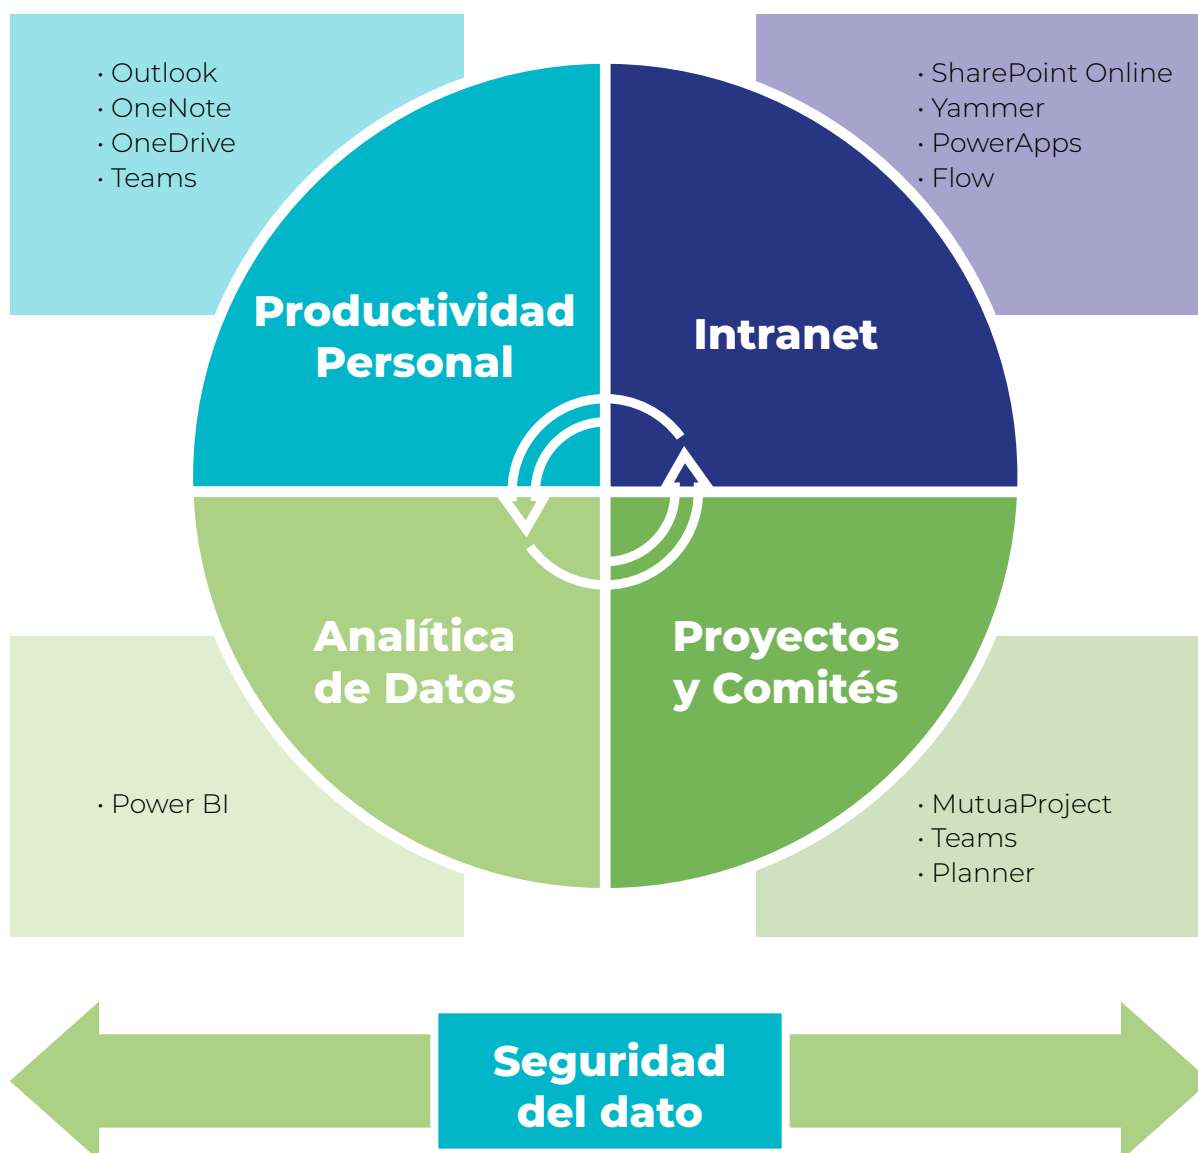 · Outlook
· OneNote
· OneDrive
· Teams
· SharePoint Online
· Yammer
· PowerApps
· Flow
Productividad
Personal
Intranet
Analítica
de Datos
Proyectos
y Comités
· Power BI
· MutuaProject
· Teams
· Planner
Seguridad
del dato